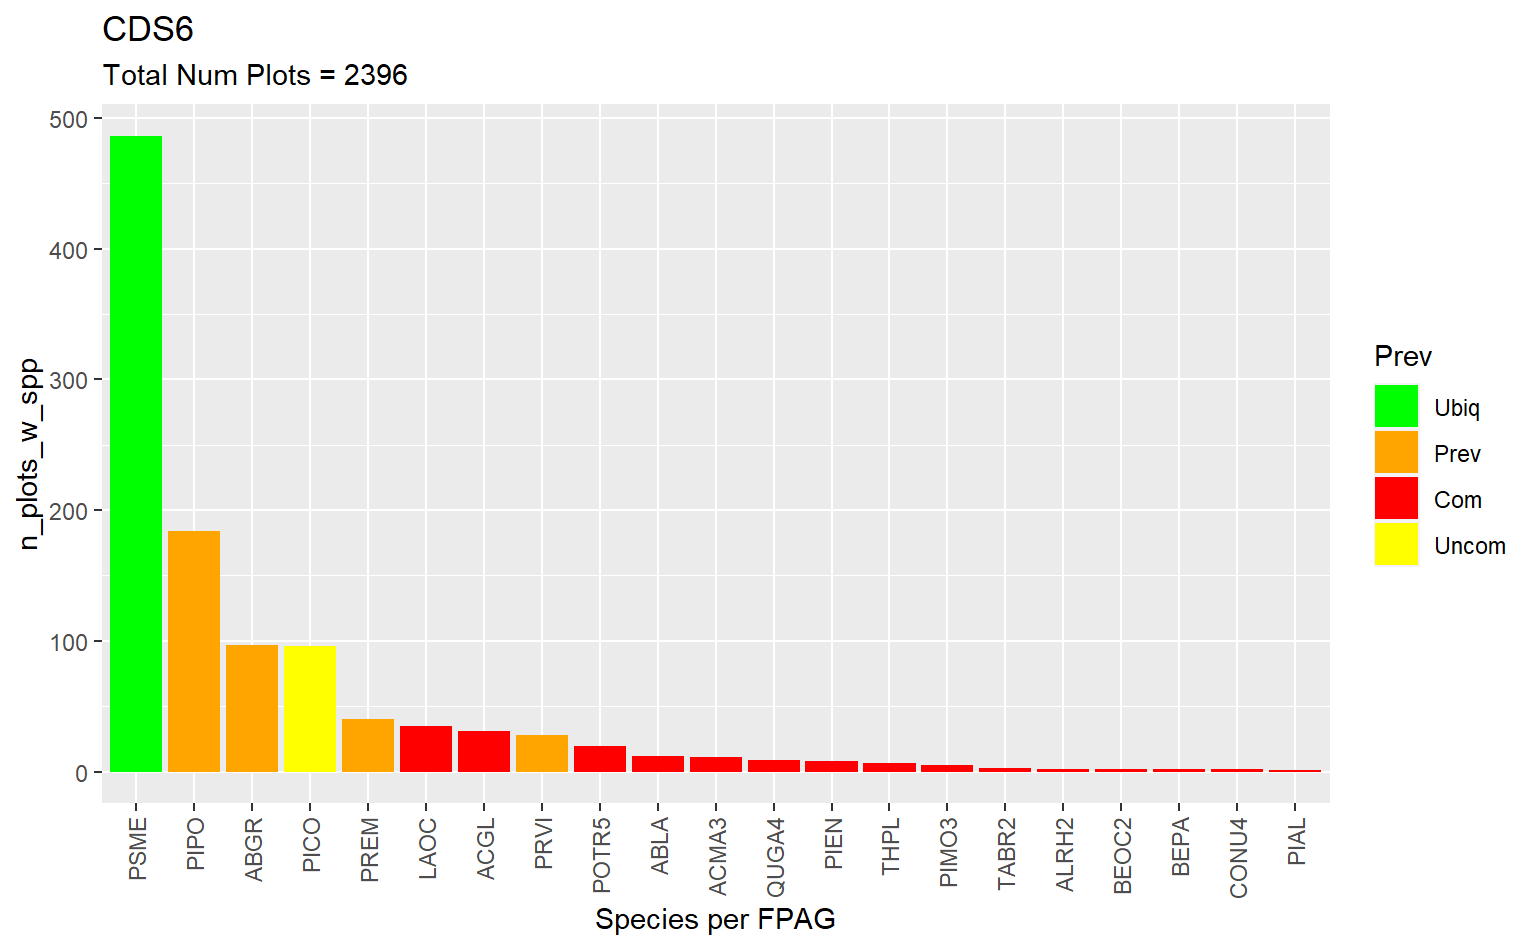 CDS6
Total Num Plots = 2396
n_plots_w_spp
500
400
300
200
100
0
PSME
PIPO
ABGR
PICO
PREM
LAOC
ACGL
PRVI
POTR5
ABLA
ACMA3
QUGA4
PIEN
THPL
PIMO3
TABR2
ALRH2
BEOC2
BEPA
CONU4
PIAL
Species per FPAG
Prev
Ubiq
Prev
Com
Uncom